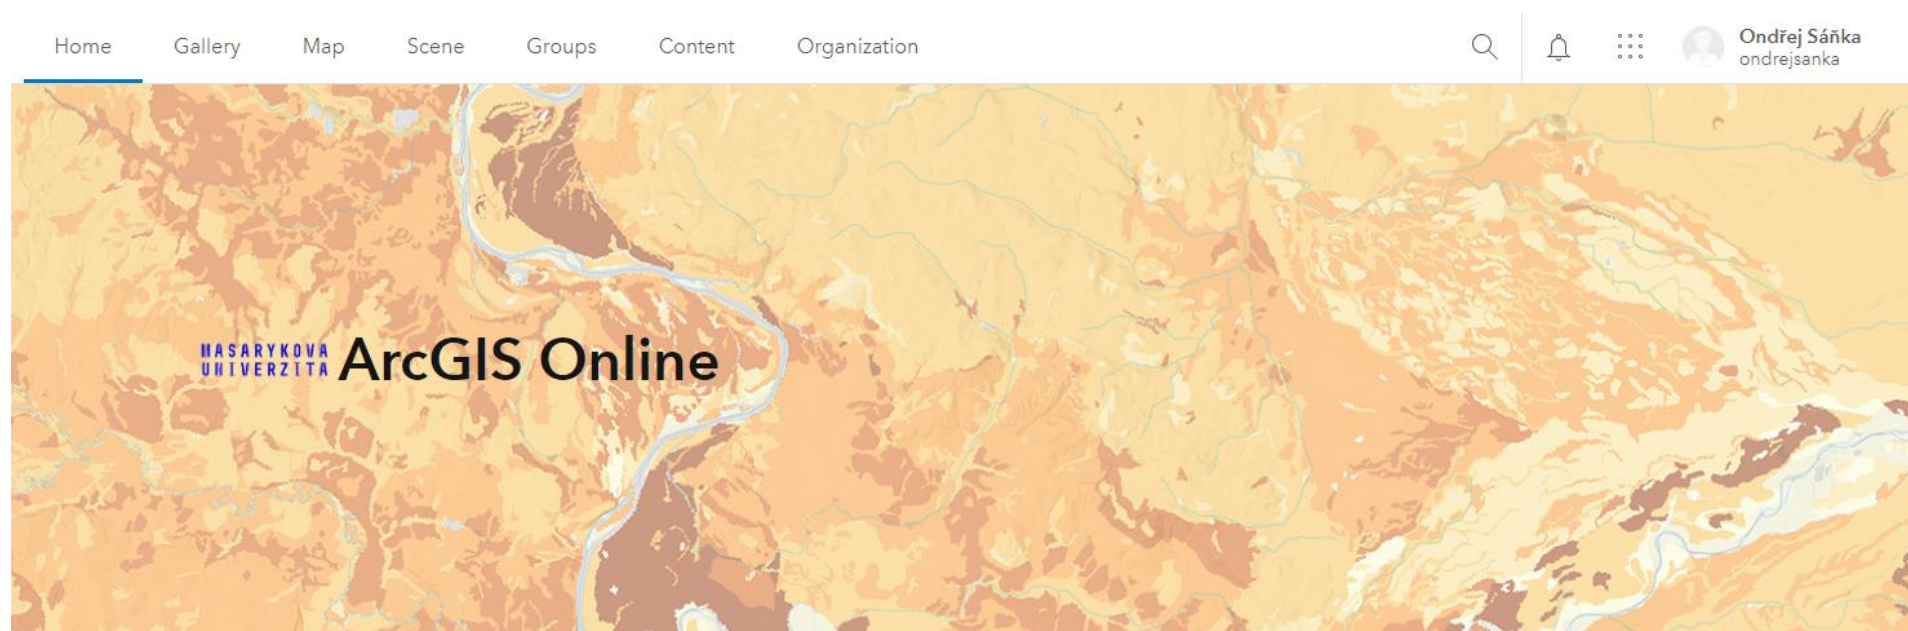 Home Gallery Map Scene Groups Content Organization
Ondřej Sáňka
ondrejsanka
MASARYKOVA
UNIVERZITA
ArcGIS Online